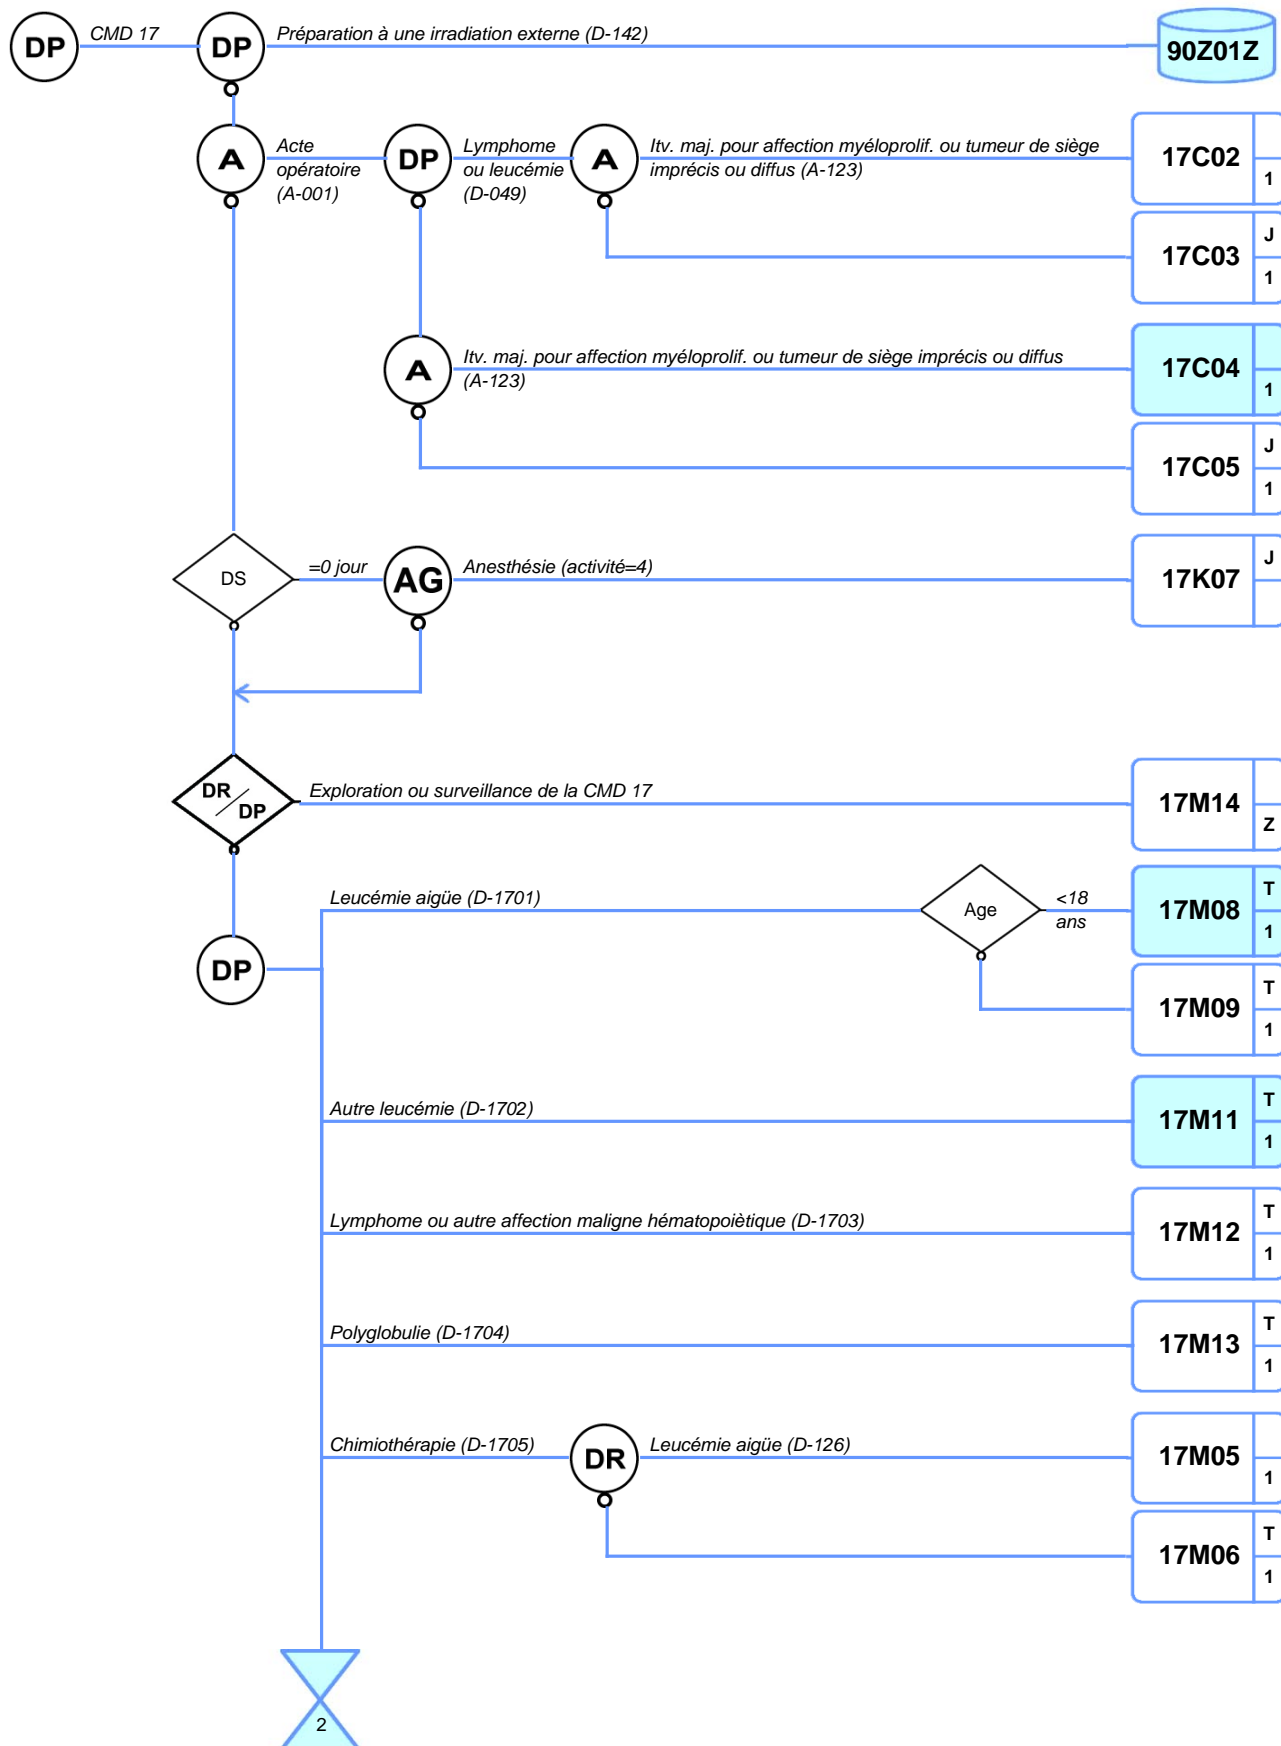 DP
CMD 17
DP
Préparation à une irradiation externe (D-142)
90Z01Z
A
Acte
opératoire
(A-001)
DP
Lymphome
ou leucémie
(D-049)
A
Itv. maj. pour affection myéloprolif. ou tumeur de siège
imprécis ou diffus (A-123)
17C02
1
17C03
J
1
A
Itv. maj. pour affection myéloprolif. ou tumeur de siège imprécis ou diffus
(A-123)
17C04
1
17C05
J
1
DS
=0 jour
AG
Anesthésie (activité=4)
17K07
J
DR
DP
Exploration ou surveillance de la CMD 17
17M14
Z
DP
Leucémie aigüe (D-1701)
Age
<18
ans
17M08
T
1
17M09
T
1
Autre leucémie (D-1702)
17M11
T
1
Lymphome ou autre affection maligne hématopoiètique (D-1703)
17M12
T
1
Polyglobulie (D-1704)
17M13
T
1
Chimiothérapie (D-1705)
DR
Leucémie aigüe (D-126)
17M05
1
17M06
T
1
2